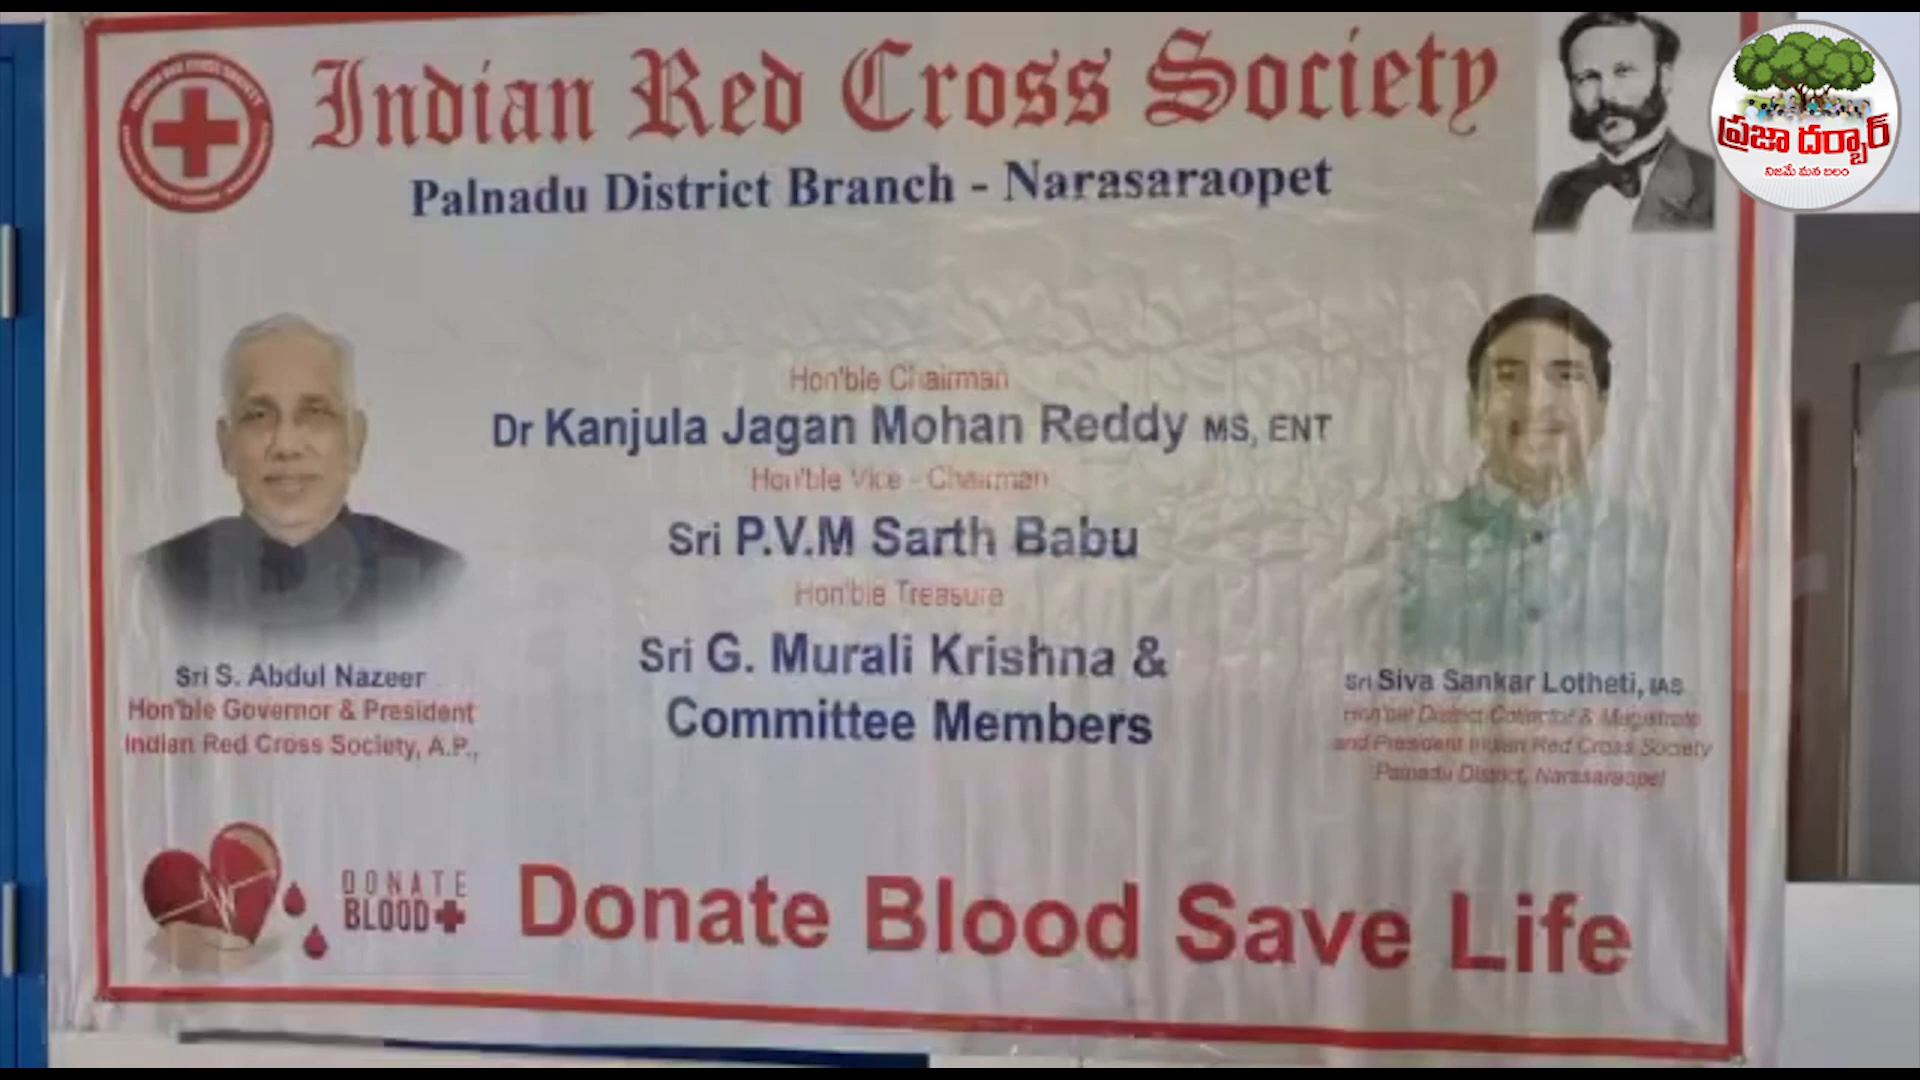 Indian Red Cross Society
Palnadu District Branch - Narasaraopet
ప్రజా దర్బార్
నిజమే మన బలం
Hon'ble Chairman
Dr Kanjula Jagan Mohan Reddy MS, ENT
Hon'ble Vice - Chairman
Sri P.V.M Sarth Babu
Hon'ble Treasure
Sri G. Murali Krishna &
Committee Members
Sri S. Abdul Nazeer
Hon'ble Governor & President
Indian Red Cross Society, A.P.,
Sri Siva Sankar Lotheti, IAS
Hon'ble District Collector & Magistrate
and President Indian Red Cross Society
Palnadu District, Narasaraopet
DONATE
BLOOD
Donate Blood Save Life